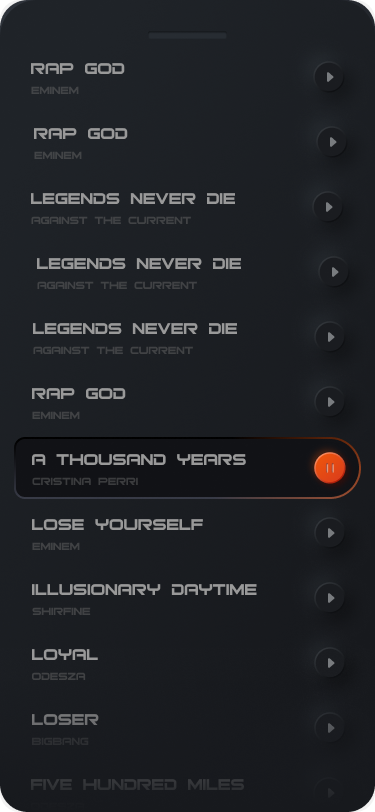 RAP GOD
EMINEM
RAP GOD
EMINEM
LEGENDS NEVER DIE
AGAINST THE CURRENT
LEGENDS NEVER DIE
AGAINST THE CURRENT
LEGENDS NEVER DIE
AGAINST THE CURRENT
RAP GOD
EMINEM
A THOUSAND YEARS
CRISTINA PERRI
LOSE YOURSELF
EMINEM
ILLUSIONARY DAYTIME
SHIRFINE
LOYAL
ODESZA
LOSER
BIGBANG
FIVE HUNDRED MILES